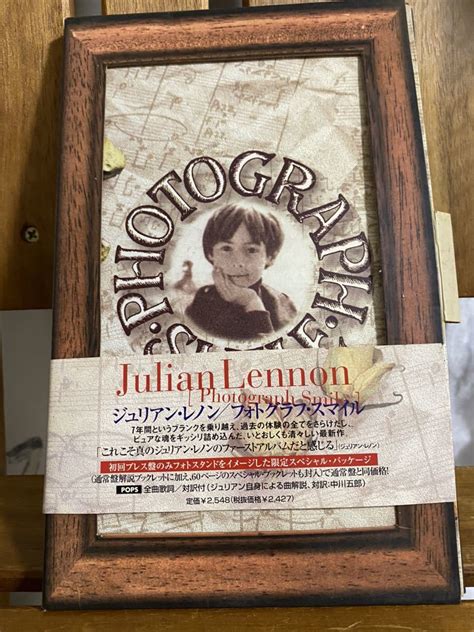 PHOTOGRAPH
Julian Lennon
[ Photograph Smile ]
ジュリアン・レノン/フォトグラフ・スマイル
7年間というブランクを乗り越え、過去の体験の全てをさらけだし、
ピュアな魂をギッシリ詰め込んだ、いとおしくも清々しい最新作。
「これこそ真のジュリアン・レノンのファーストアルバムだと感じる」(ジュリアン・レノン)
初回プレス盤のみフォトスタンドをイメージした限定スペシャル・パッケージ
(通常盤解説ブックレットに加え、60ページのスペシャル・ブックレットも封入で通常盤と同価格!)
POPS 全曲歌詞/対訳付(ジュリアン自身による曲解説、対訳:中川五郎)
定価¥2,548(税抜価格¥2,427)